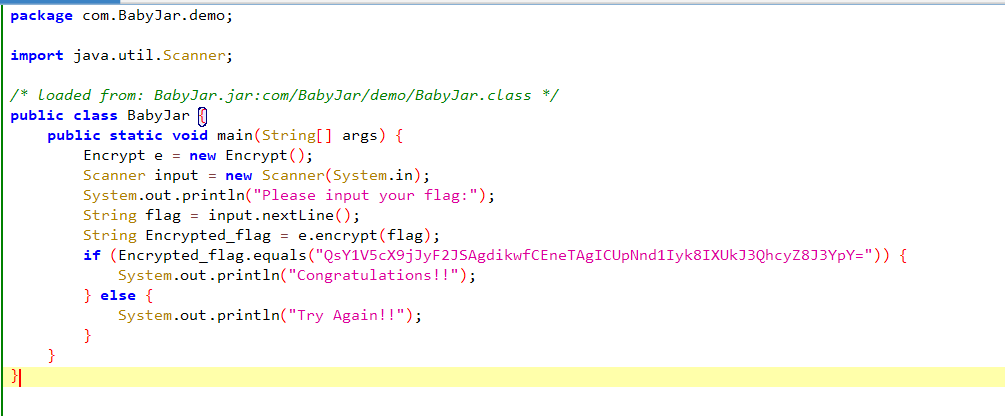 package com.BabyJar.demo;
import java.util.Scanner;
/* loaded from: BabyJar.jar:com/BabyJar/demo/BabyJar.class */
public class BabyJar {
public static void main(String[] args) {
Encrypt e = new Encrypt();
Scanner input = new Scanner(System.in);
System.out.println("Please input your flag:");
String flag = input.nextLine();
String Encrypted_flag = e.encrypt(flag);
if (Encrypted_flag.equals("QsY1V5cX9jJyF2JSAgdikwfCEneTAgICUpNnd1Iyk8IXUkJ3QhcyZ8J3YpY=")) {
System.out.println("Congratulations!!");
} else {
System.out.println("Try Again!!");
}
}
}